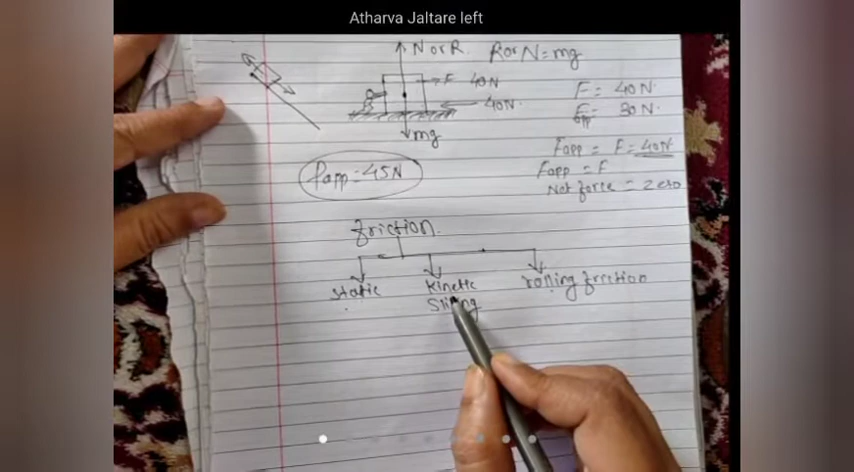 Atharva Jaltare left
N or R. R or N = mg
F 40N
40N.
mg
F = 40N.
F = 30N.
app
Fapp = F = 40N
Fapp = F
Net force = Zero
fapp = 45N
friction.
static
kinetic
rolling friction